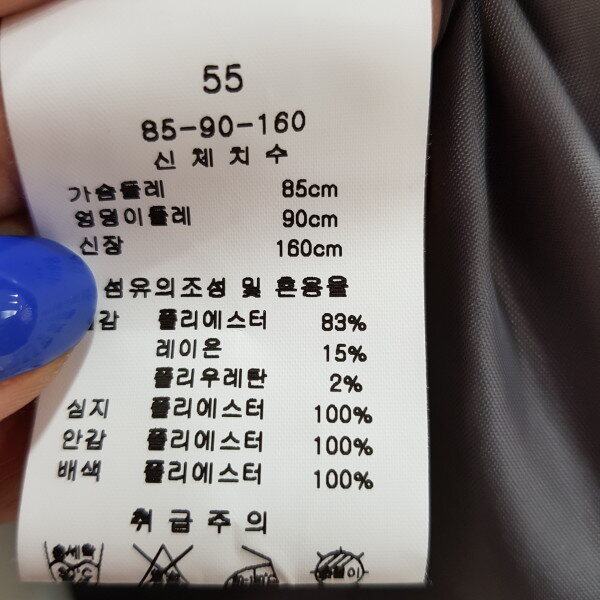 55
85-90-160
신 체 치 수
가슴둘레 85cm
엉덩이둘레 90cm
신장 160cm
섬유의조성 및 혼용율
겉감 폴리에스터 83%
레이온 15%
폴리우레탄 2%
심지 폴리에스터 100%
안감 폴리에스터 100%
배색 폴리에스터 100%
취 급 주 의